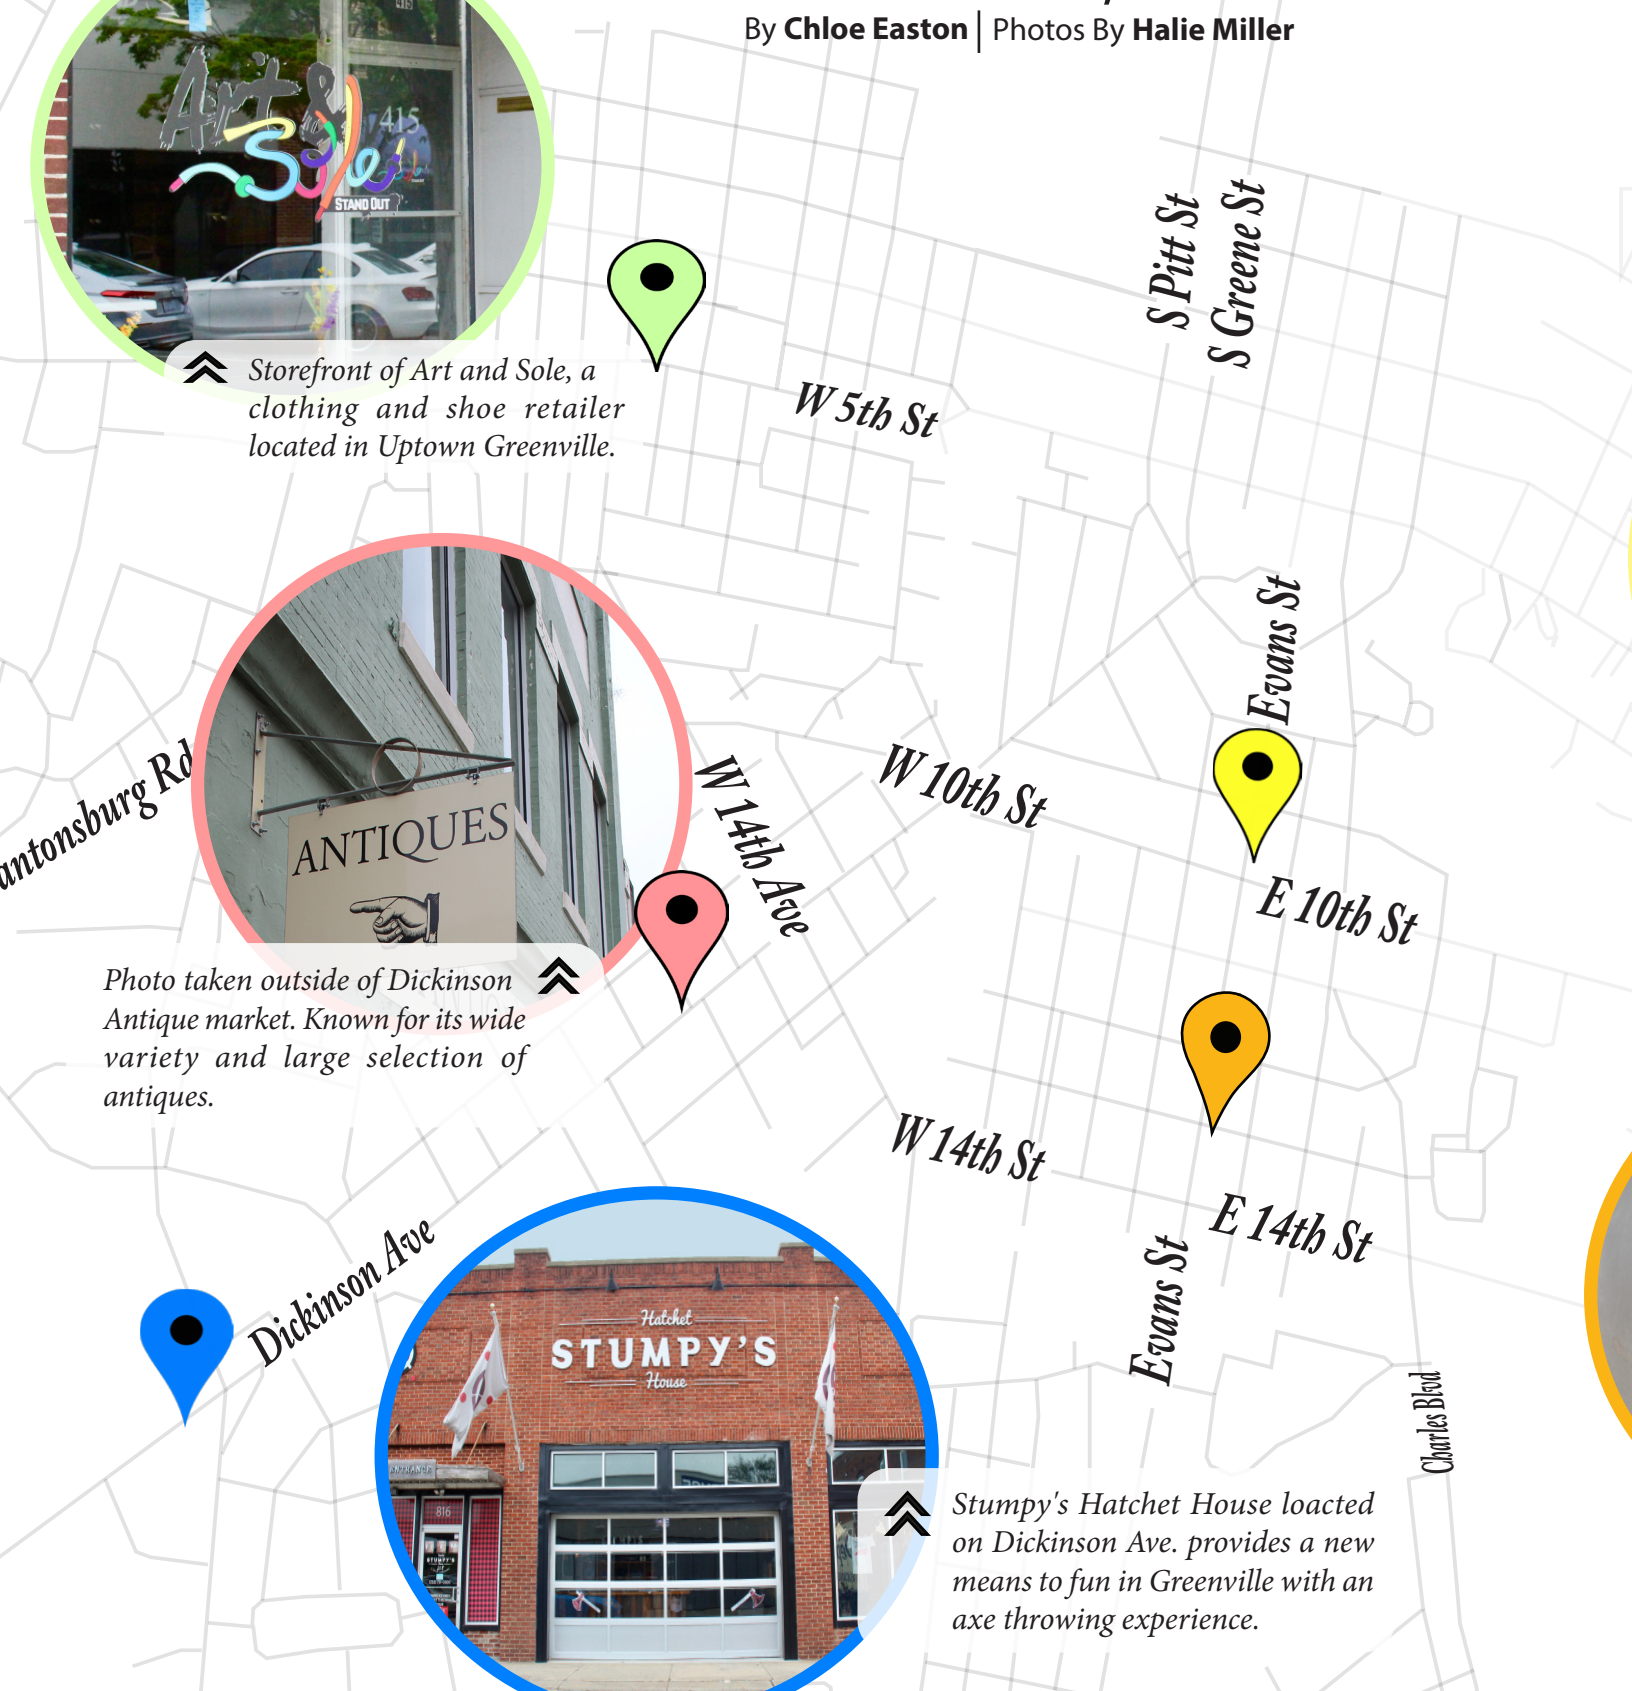 By Chloe Easton | Photos By Halie Miller
415
Art &
Sole
415
STAND OUT
S Pitt St
S Greene St
Storefront of Art and Sole, a
clothing and shoe retailer
located in Uptown Greenville.
W 5th St
Evans St
antonsburg Rd
ANTIQUES
W 14th Ave
W 10th St
E 10th St
Photo taken outside of Dickinson
Antique market. Known for its wide
variety and large selection of
antiques.
W 14th St
E 14th St
Dickinson Ave
Evans St
Hatchet
STUMPY'S
House
Charles Blvd
ENTRANCE
816
STUMPY'S
Stumpy's Hatchet House loacted
on Dickinson Ave. provides a new
means to fun in Greenville with an
axe throwing experience.